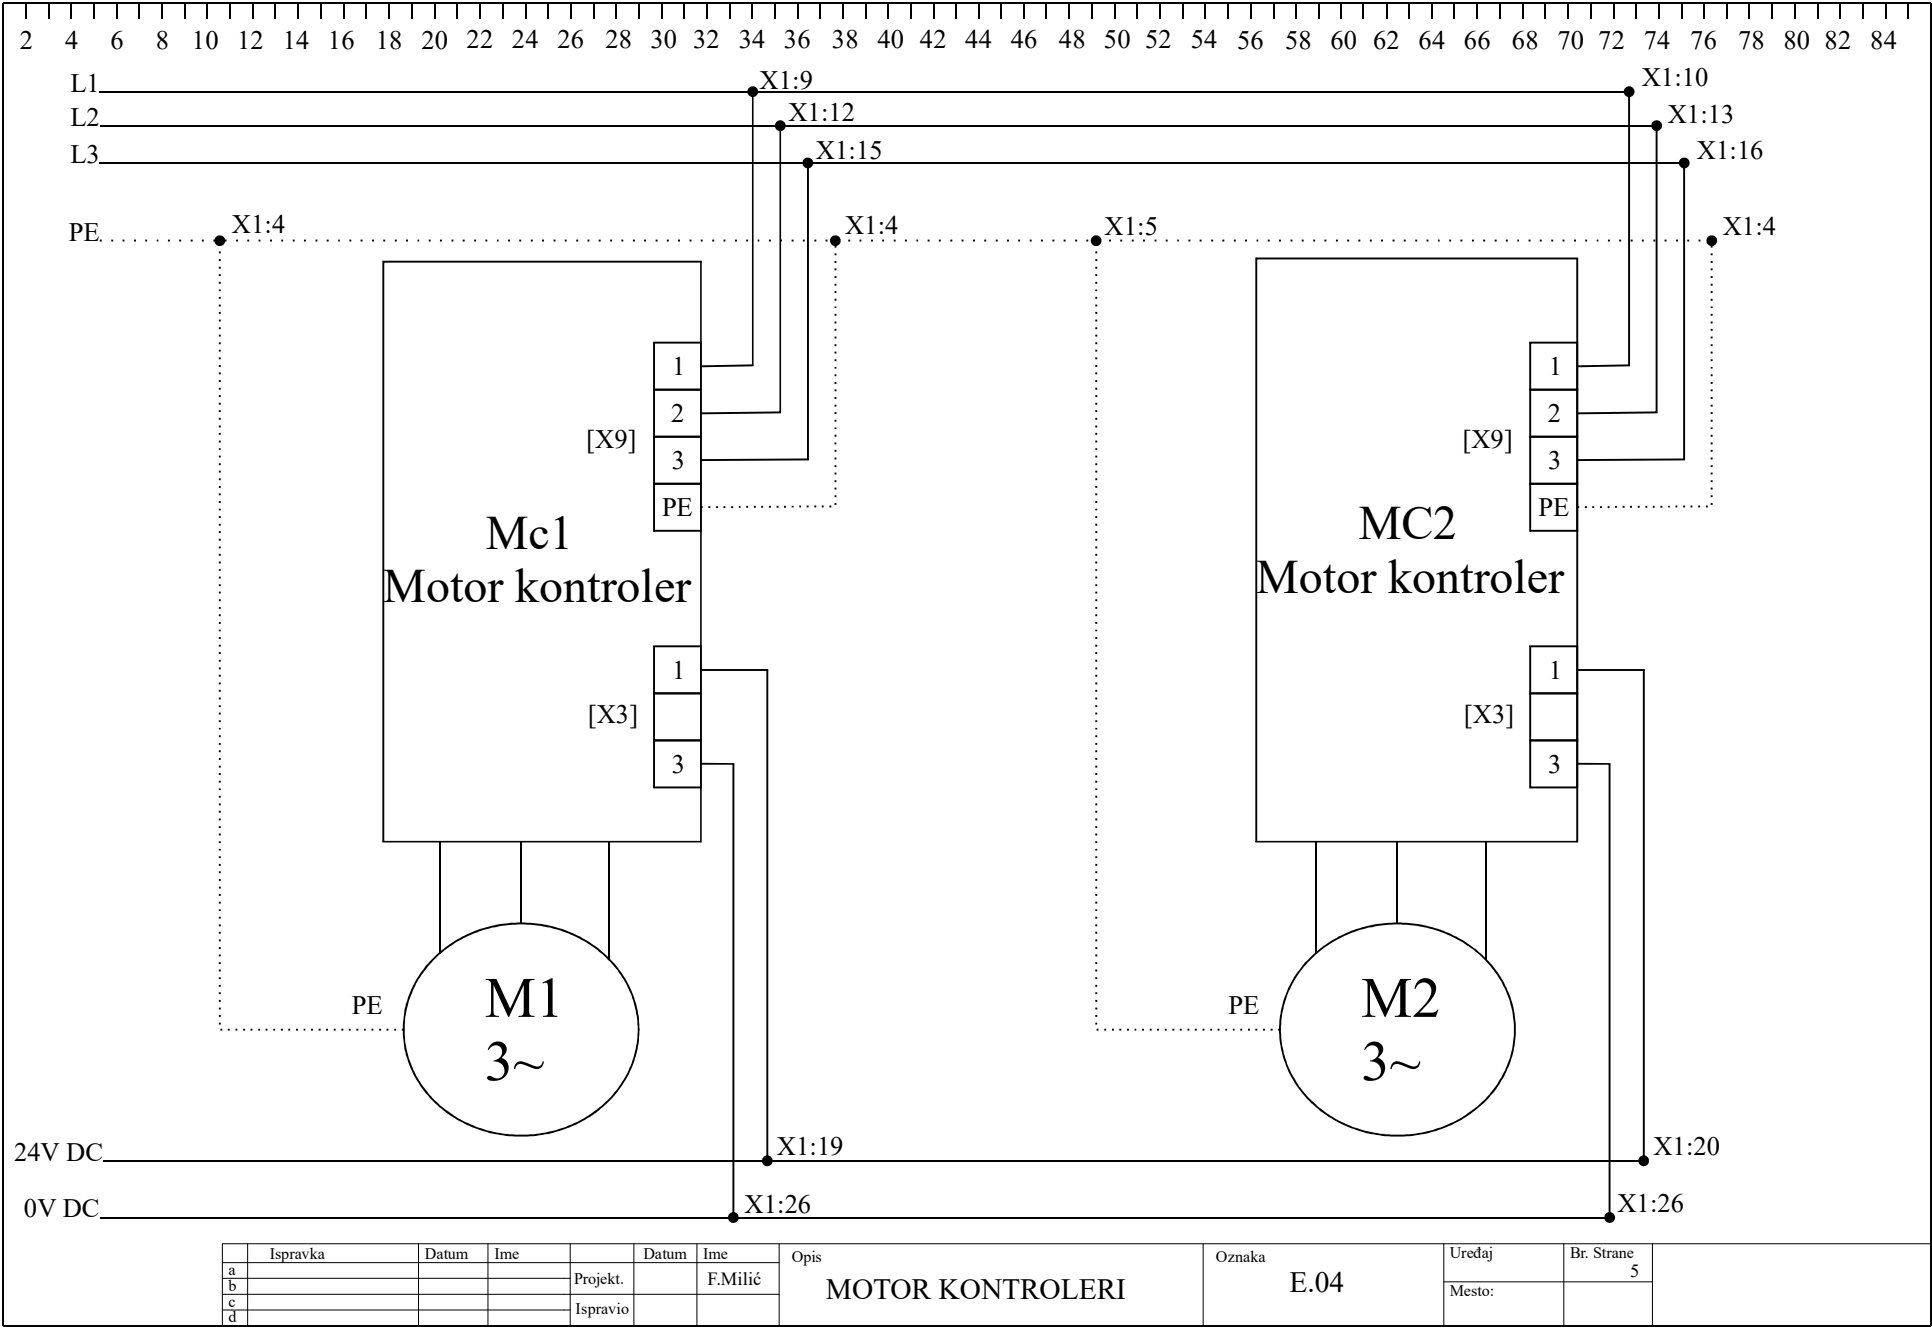 2 4 6 8 10 12 14 16 18 20 22 24 26 28 30 32 34 36 38 40 42 44 46 48 50 52 54 56 58 60 62 64 66 68 70 72 74 76 78 80 82 84
L1 X1:9 X1:10
L2 X1:12 X1:13
L3 X1:15 X1:16
PE X1:4 X1:4 X1:5 X1:4
1 1
2 2
[X9] [X9]
3 3
PE PE
Mc1 MC2
Motor kontroler Motor kontroler
1 1
[X3] [X3]
3 3
M1 M2
PE PE
3~ 3~
24V DC X1:19 X1:20
0V DC X1:26 X1:26
Ispravka Datum Ime Datum Ime Opis Oznaka Uređaj Br. Strane
a
b Projekt. F.Milić MOTOR KONTROLERI E.04 5
c Mesto:
d Ispravio